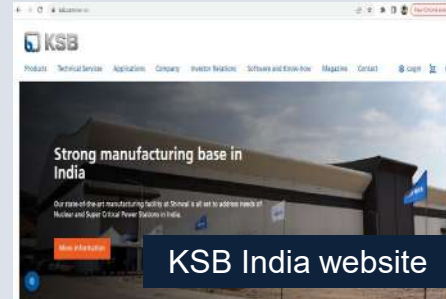 KSB
Products Technical Services Applications Company Investor Relations Software and Know-how Magazine Contact Login
Strong manufacturing base in
India
Our state-of-the-art manufacturing facility at Shirwal is all set to address needs of
Nuclear and Super Critical Power Stations in India.
More information
KSB India website